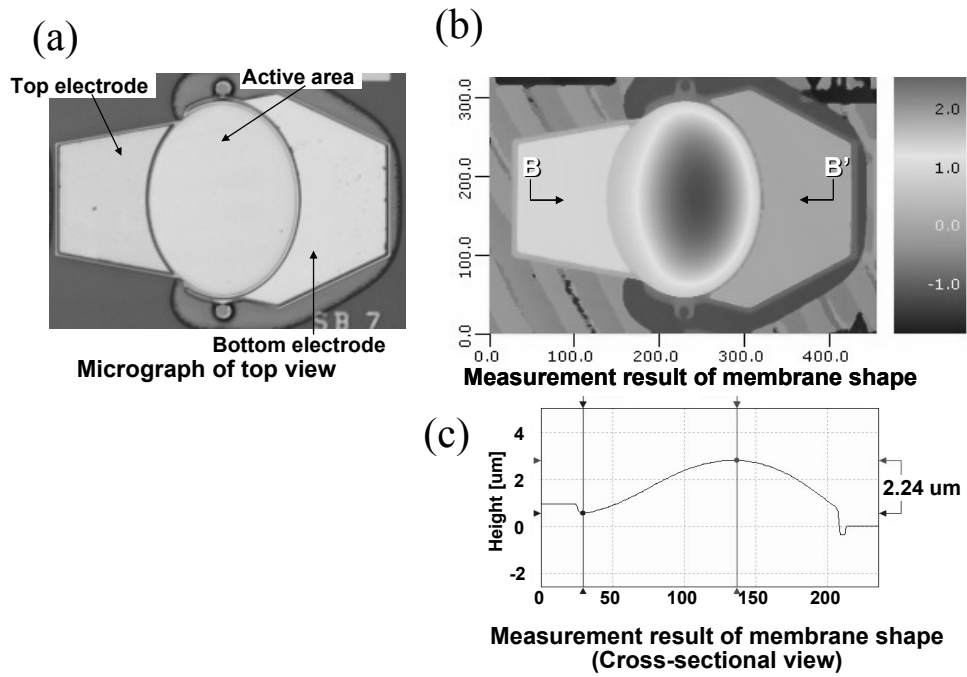 (a)
Top electrode
Active area
SB 7
Bottom electrode
Micrograph of top view
(b)
300.0
200.0
100.0
0.0
B
B'
0.0
100.0
200.0
300.0
400.0
2.0
1.0
0.0
-1.0
Measurement result of membrane shape
(c)
Height [um]
4
2
0
-2
0
50
100
150
200
2.24 um
Measurement result of membrane shape
(Cross-sectional view)